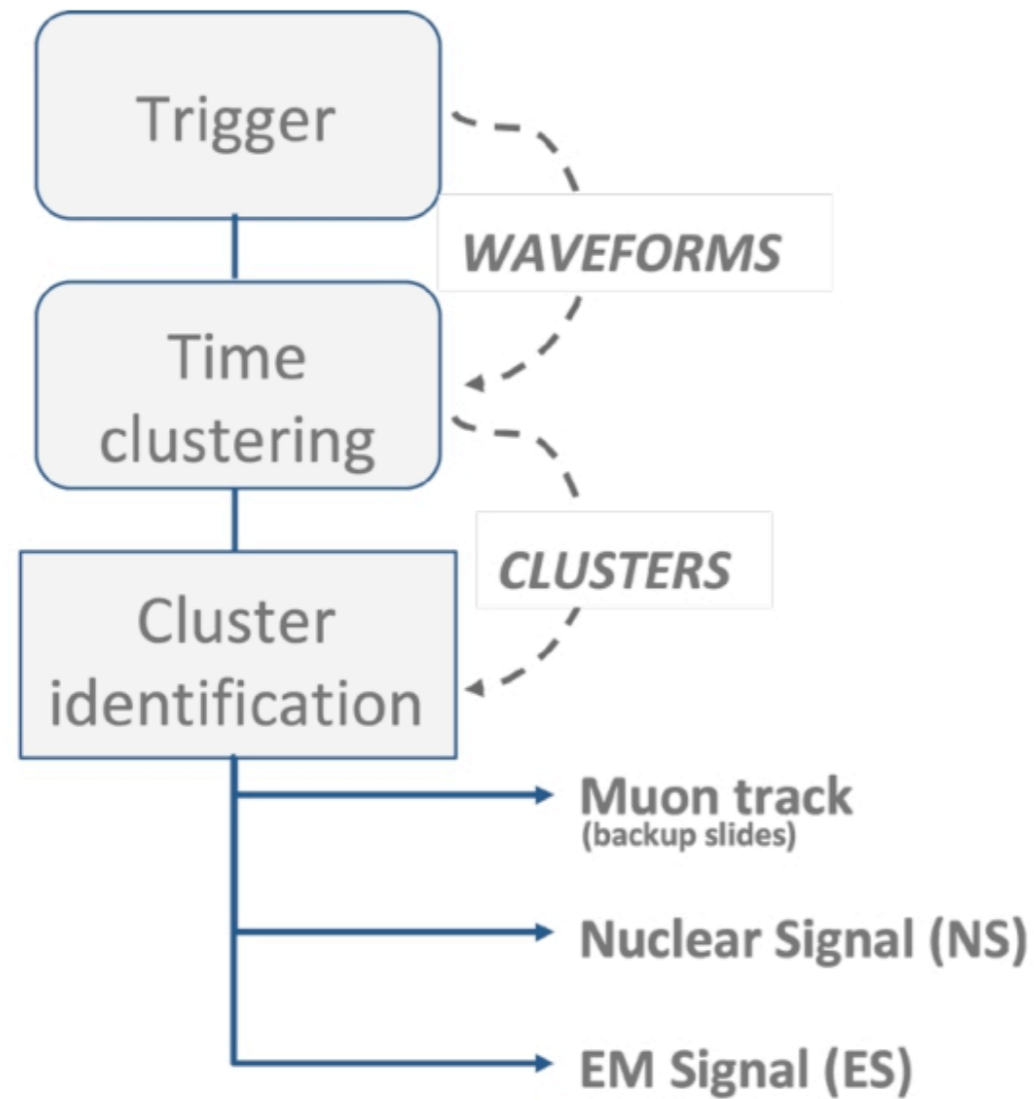 Trigger
WAVEFORMS
Time
clustering
CLUSTERS
Cluster
identification
Muon track
(backup slides)
Nuclear Signal (NS)
EM Signal (ES)